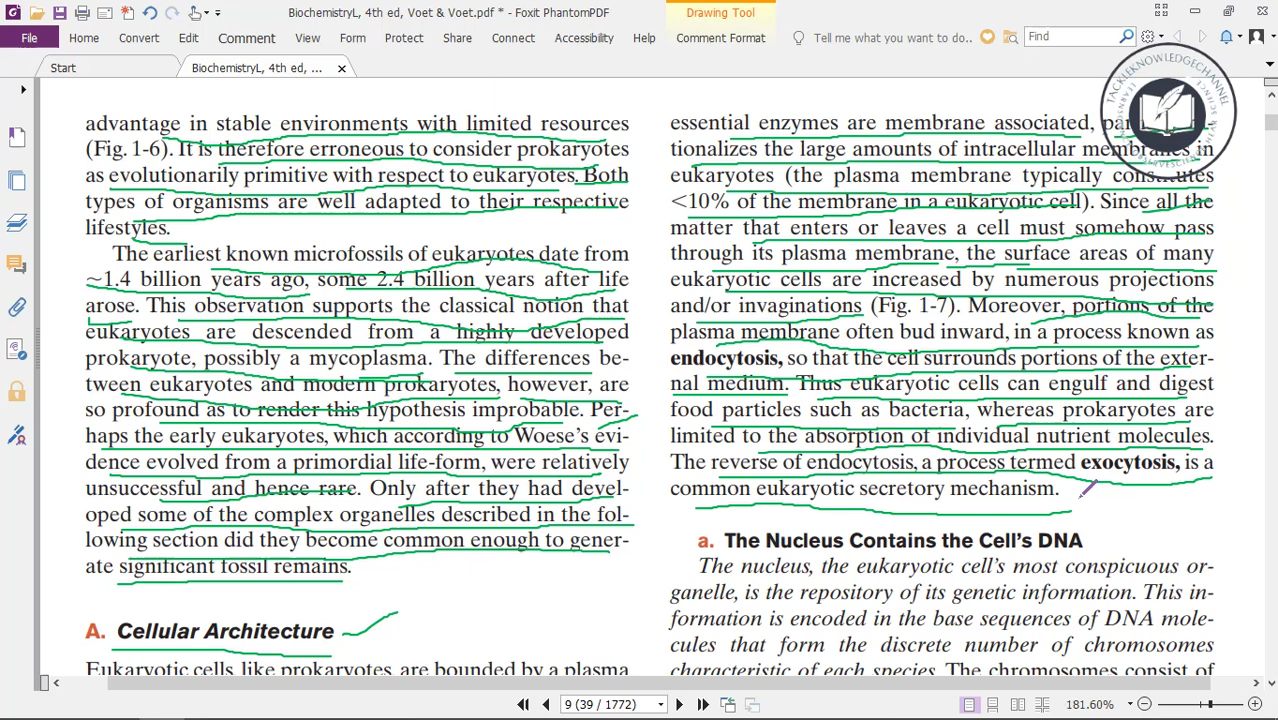 BiochemistryL, 4th ed, Voet & Voet.pdf * - Foxit PhantomPDF
Drawing Tool
File Home Convert Edit Comment View Form Protect Share Connect Accessibility Help Comment Format Tell me what you want to do.. Find
Start BiochemistryL, 4th ed, ...
TACKLEKNOWLEDGECHANNEL
advantage in stable environments with limited resources
(Fig. 1-6). It is therefore erroneous to consider prokaryotes
as evolutionarily primitive with respect to eukaryotes. Both
types of organisms are well adapted to their respective
lifestyles.
The earliest known microfossils of eukaryotes date from
~1.4 billion years ago, some 2.4 billion years after life
arose. This observation supports the classical notion that
eukaryotes are descended from a highly developed
prokaryote, possibly a mycoplasma. The differences be-
tween eukaryotes and modern prokaryotes, however, are
so profound as to render this hypothesis improbable. Per-
haps the early eukaryotes, which according to Woese's evi-
dence evolved from a primordial life-form, were relatively
unsuccessful and hence rare. Only after they had devel-
oped some of the complex organelles described in the fol-
lowing section did they become common enough to gener-
ate significant fossil remains.
A. Cellular Architecture
Eukaryotic cells, like prokaryotes, are bounded by a plasma
essential enzymes are membrane associated,
tionalizes the large amounts of intracellular membranes in
eukaryotes (the plasma membrane typically constitutes
<10% of the membrane in a eukaryotic cell). Since all the
matter that enters or leaves a cell must somehow pass
through its plasma membrane, the surface areas of many
eukaryotic cells are increased by numerous projections
and/or invaginations (Fig. 1-7). Moreover, portions of the
plasma membrane often bud inward, in a process known as
endocytosis, so that the cell surrounds portions of the exter-
nal medium. Thus eukaryotic cells can engulf and digest
food particles such as bacteria, whereas prokaryotes are
limited to the absorption of individual nutrient molecules.
The reverse of endocytosis, a process termed exocytosis, is a
common eukaryotic secretory mechanism.
a. The Nucleus Contains the Cell's DNA
The nucleus, the eukaryotic cell's most conspicuous or-
ganelle, is the repository of its genetic information. This in-
formation is encoded in the base sequences of DNA mole-
cules that form the discrete number of chromosomes
characteristic of each species. The chromosomes consist of
9 (39 / 1772)
181.60%